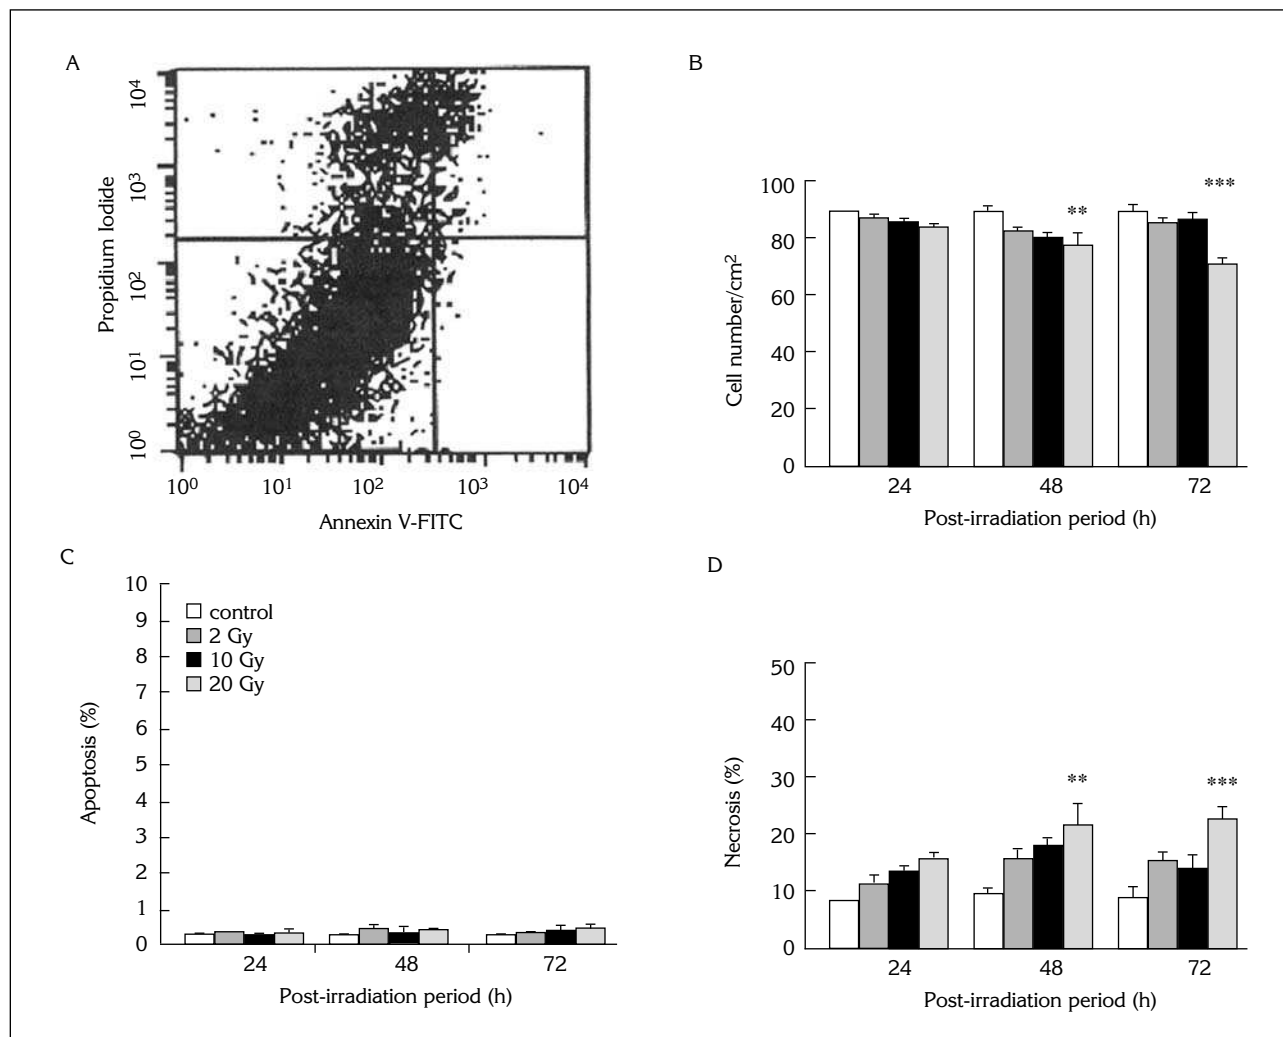 A
Propidium Iodide
10⁴
10³
10²
10¹
10⁰
10⁰ 10¹ 10² 10³ 10⁴
Annexin V-FITC
B
Cell number/cm²
100
80
60
40
20
0
**
***
24 48 72
Post-irradiation period (h)
C
Apoptosis (%)
10
9
8
7
6
5
4
3
2
1
0
control
2 Gy
10 Gy
20 Gy
24 48 72
Post-irradiation period (h)
D
Necrosis (%)
50
40
30
20
10
0
**
***
24 48 72
Post-irradiation period (h)